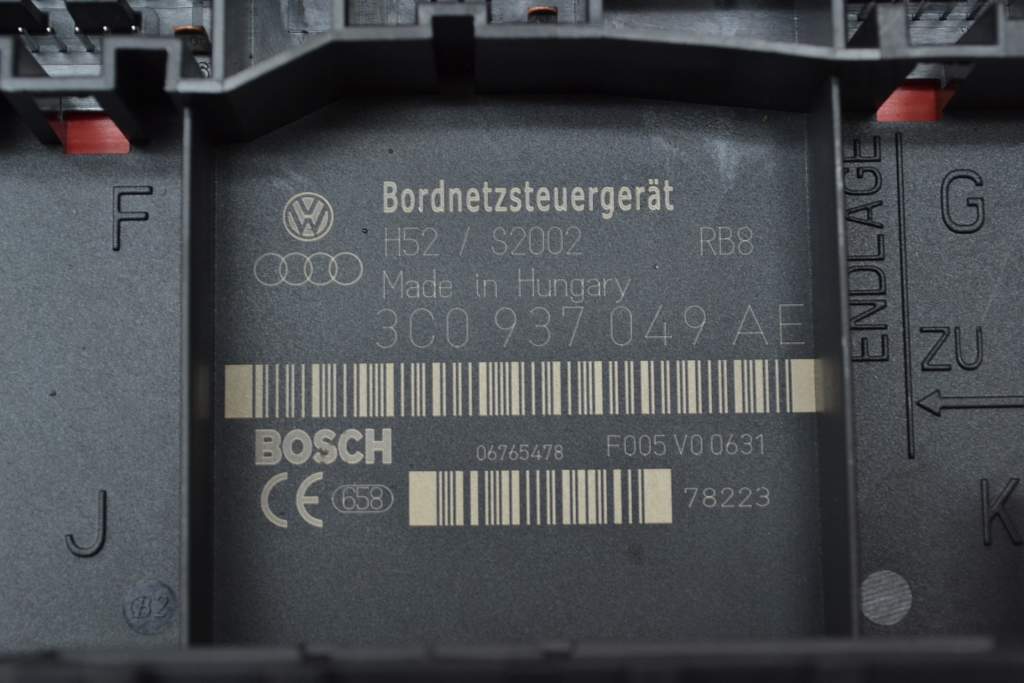 F
Bordnetzsteuergerät
H52 / S2002 RB8
Made in Hungary
3C0 937 049 AE
BOSCH
06765478
F005 V0 0631
CE
658
78223
J
B2
ENDLAGE
G
ZU
K